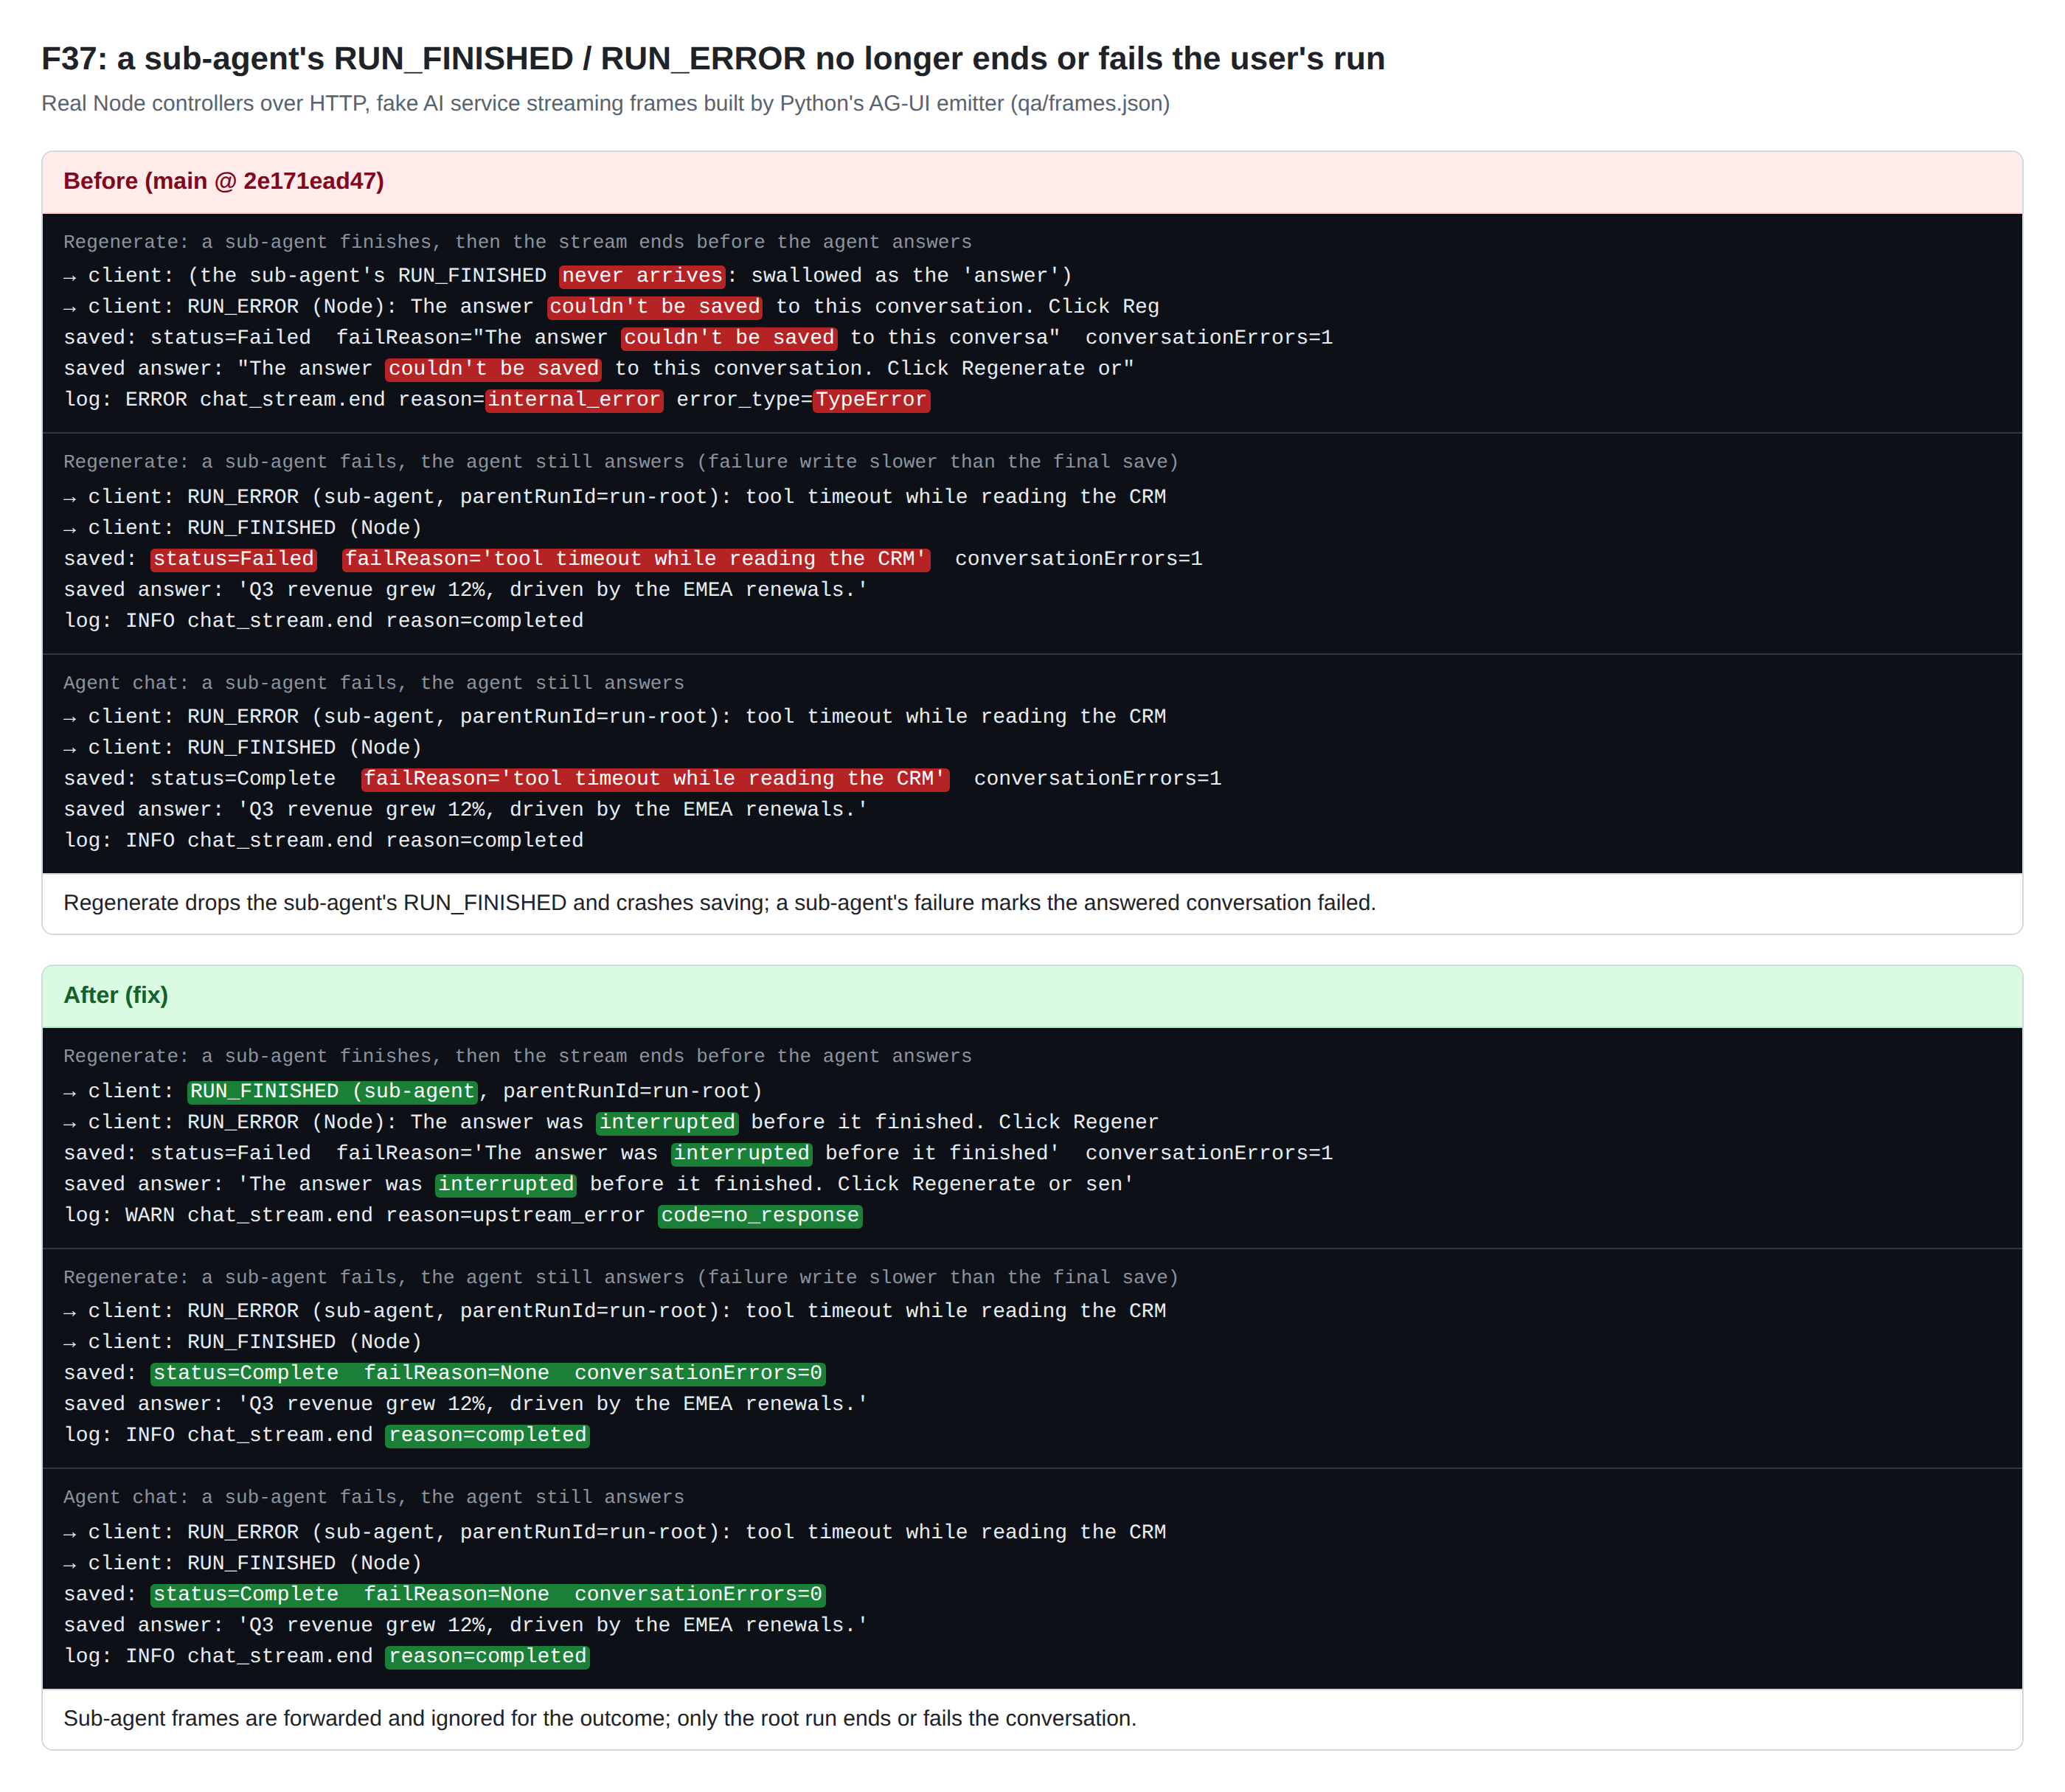 F37: a sub-agent's RUN_FINISHED / RUN_ERROR no longer ends or fails the user's run
Real Node controllers over HTTP, fake AI service streaming frames built by Python's AG-UI emitter (qa/frames.json)
Before (main @ 2e171ead47)
Regenerate: a sub-agent finishes, then the stream ends before the agent answers
→ client: (the sub-agent's RUN_FINISHED never arrives: swallowed as the 'answer')
→ client: RUN_ERROR (Node): The answer couldn't be saved to this conversation. Click Reg
saved: status=Failed  failReason="The answer couldn't be saved to this conversa"  conversationErrors=1
saved answer: "The answer couldn't be saved to this conversation. Click Regenerate or"
log: ERROR chat_stream.end reason=internal_error error_type=TypeError
Regenerate: a sub-agent fails, the agent still answers (failure write slower than the final save)
→ client: RUN_ERROR (sub-agent, parentRunId=run-root): tool timeout while reading the CRM
→ client: RUN_FINISHED (Node)
saved: status=Failed  failReason='tool timeout while reading the CRM'  conversationErrors=1
saved answer: 'Q3 revenue grew 12%, driven by the EMEA renewals.'
log: INFO chat_stream.end reason=completed
Agent chat: a sub-agent fails, the agent still answers
→ client: RUN_ERROR (sub-agent, parentRunId=run-root): tool timeout while reading the CRM
→ client: RUN_FINISHED (Node)
saved: status=Complete  failReason='tool timeout while reading the CRM'  conversationErrors=1
saved answer: 'Q3 revenue grew 12%, driven by the EMEA renewals.'
log: INFO chat_stream.end reason=completed
Regenerate drops the sub-agent's RUN_FINISHED and crashes saving; a sub-agent's failure marks the answered conversation failed.
After (fix)
Regenerate: a sub-agent finishes, then the stream ends before the agent answers
→ client: RUN_FINISHED (sub-agent, parentRunId=run-root)
→ client: RUN_ERROR (Node): The answer was interrupted before it finished. Click Regener
saved: status=Failed  failReason='The answer was interrupted before it finished'  conversationErrors=1
saved answer: 'The answer was interrupted before it finished. Click Regenerate or sen'
log: WARN chat_stream.end reason=upstream_error code=no_response
Regenerate: a sub-agent fails, the agent still answers (failure write slower than the final save)
→ client: RUN_ERROR (sub-agent, parentRunId=run-root): tool timeout while reading the CRM
→ client: RUN_FINISHED (Node)
saved: status=Complete  failReason=None  conversationErrors=0
saved answer: 'Q3 revenue grew 12%, driven by the EMEA renewals.'
log: INFO chat_stream.end reason=completed
Agent chat: a sub-agent fails, the agent still answers
→ client: RUN_ERROR (sub-agent, parentRunId=run-root): tool timeout while reading the CRM
→ client: RUN_FINISHED (Node)
saved: status=Complete  failReason=None  conversationErrors=0
saved answer: 'Q3 revenue grew 12%, driven by the EMEA renewals.'
log: INFO chat_stream.end reason=completed
Sub-agent frames are forwarded and ignored for the outcome; only the root run ends or fails the conversation.